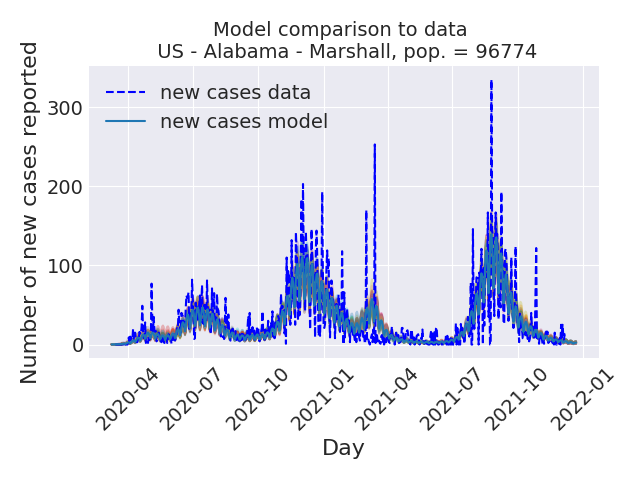 Model comparison to data
US - Alabama - Marshall, pop. = 96774
Number of new cases reported
new cases data
new cases model
300
200
100
0
2020-04
2020-07
2020-10
2021-01
2021-04
2021-07
2021-10
2022-01
Day